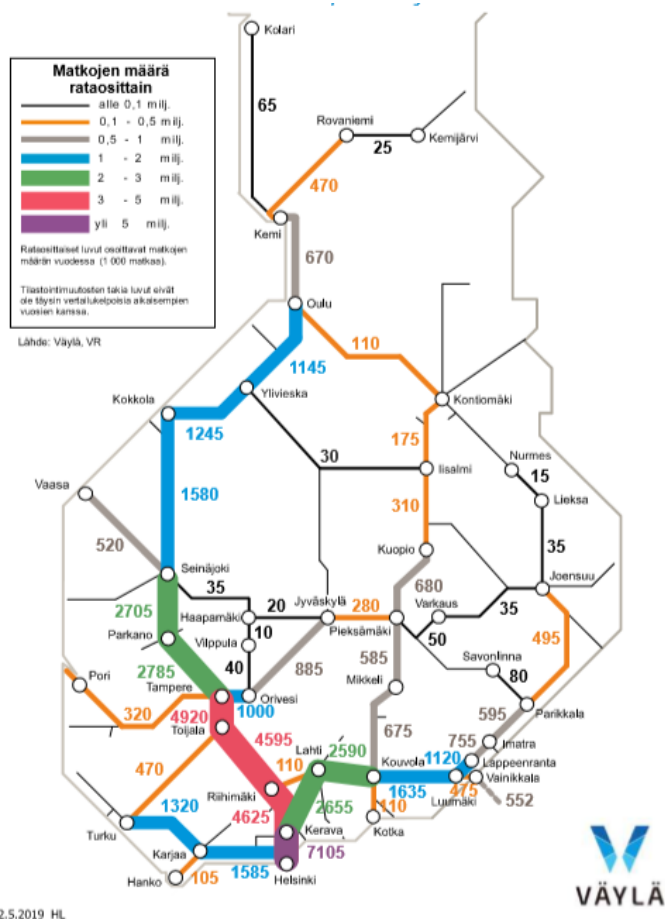 Kolari
Matkojen määrä
rataosittain
alle 0,1 milj.
0,1 - 0,5 milj.
0,5 - 1 milj.
1 - 2 milj.
2 - 3 milj.
3 - 5 milj.
yli 5 milj.
Rataosittaiset luvut osoittavat matkojen
määrän vuodessa (1 000 matkaa).
Tilastointimuutosten takia luvut eivät
ole täysin vertailukelpoisia aikaisempien
vuosien kanssa.
Lähde: Väylä, VR
65
Rovaniemi
25
Kemijärvi
470
Kemi
670
Oulu
110
1145
Kokkola
Ylivieska
Kontiomäki
1245
175
Nurmes
30
Iisalmi
15
Vaasa
1580
Lieksa
310
520
Kuopio
35
Seinäjoki
35
Jyväskylä
680
Joensuu
2705
Haapamäki
20
280
Varkaus
35
Parkano
10
Pieksämäki
50
495
Vilppula
585
Savonlinna
2785
40
885
80
Pori
Tampere
Mikkeli
1000
Orivesi
595
Parikkala
320
4920
675
Toijala
4595
Lahti
2590
755
Imatra
470
110
Kouvola
1120
Lappeenranta
1635
475
Vainikkala
Riihimäki
2655
110
Luumäki
552
1320
4625
Turku
Kerava
Kotka
Karjaa
7105
Hanko
105
1585
Helsinki
VÄYLÄ
2.5.2019 HL